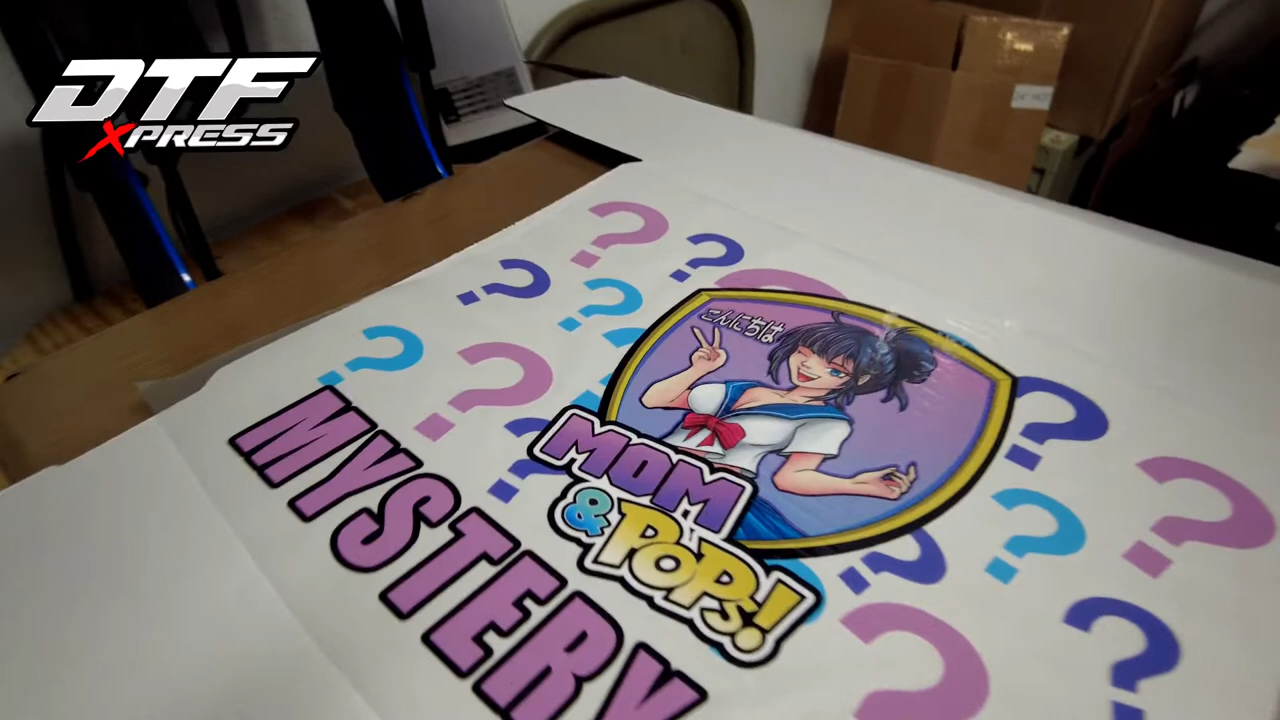 DTF
XPRESS
こんにちは
MOM
& POPS!
MYSTERY